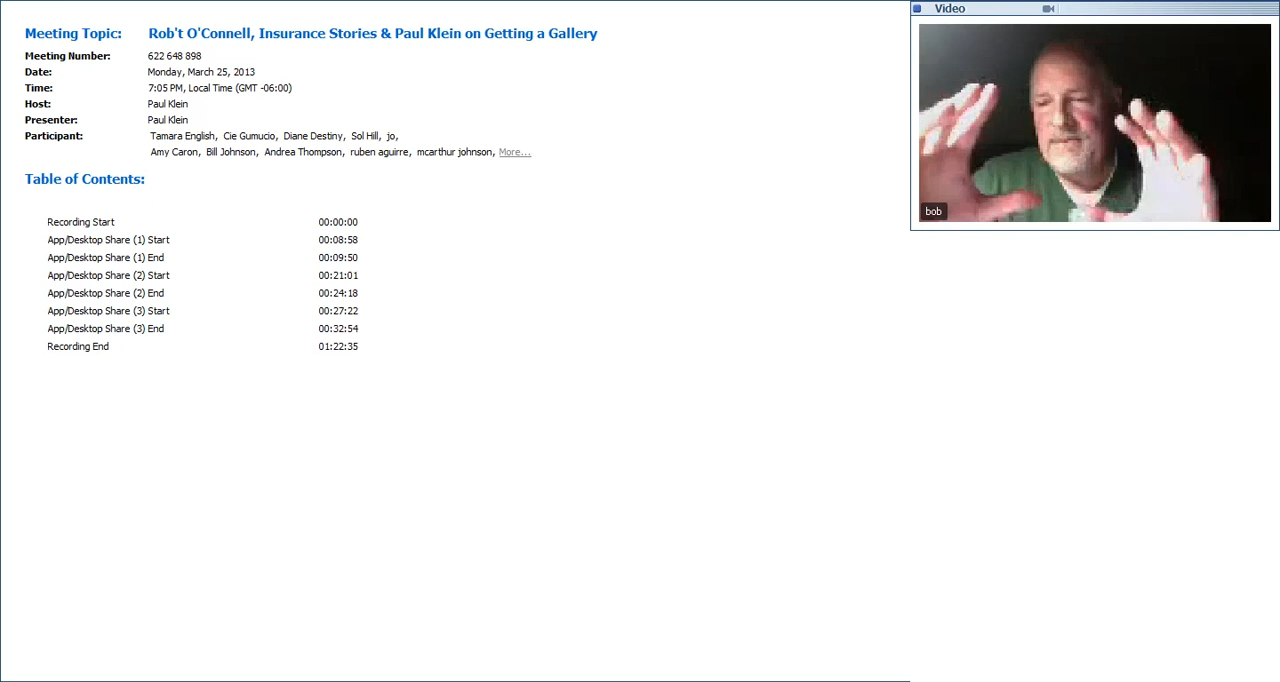 Meeting Topic: Rob't O'Connell, Insurance Stories & Paul Klein on Getting a Gallery
Meeting Number: 622 648 898
Date: Monday, March 25, 2013
Time: 7:05 PM, Local Time (GMT -06:00)
Host: Paul Klein
Presenter: Paul Klein
Participant: Tamara English, Cie Gumucio, Diane Destiny, Sol Hill, jo,
Amy Caron, Bill Johnson, Andrea Thompson, ruben aguirre, mcarthur johnson, More...
Table of Contents:
Recording Start 00:00:00
App/Desktop Share (1) Start 00:08:58
App/Desktop Share (1) End 00:09:50
App/Desktop Share (2) Start 00:21:01
App/Desktop Share (2) End 00:24:18
App/Desktop Share (3) Start 00:27:22
App/Desktop Share (3) End 00:32:54
Recording End 01:22:35
Video
bob